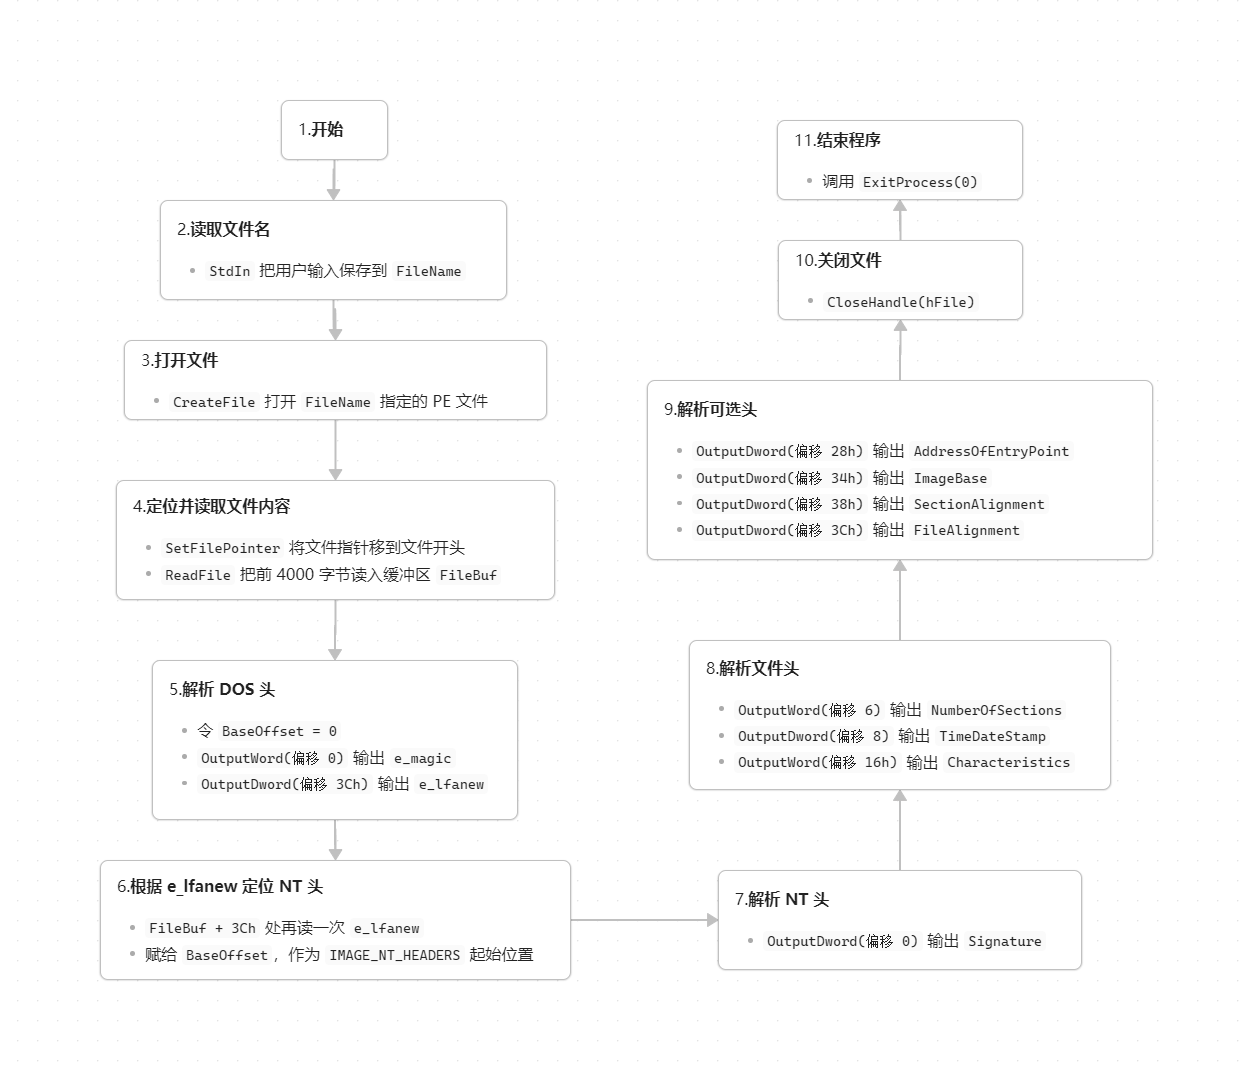 1.开始
2.读取文件名
StdIn 把用户输入保存到 FileName
3.打开文件
CreateFile 打开 FileName 指定的 PE 文件
4.定位并读取文件内容
SetFilePointer 将文件指针移到文件开头
ReadFile 把前 4000 字节读入缓冲区 FileBuf
5.解析 DOS 头
令 BaseOffset = 0
OutputWord(偏移 0) 输出 e_magic
OutputDword(偏移 3Ch) 输出 e_lfanew
6.根据 e_lfanew 定位 NT 头
FileBuf + 3Ch 处再读一次 e_lfanew
赋给 BaseOffset，作为 IMAGE_NT_HEADERS 起始位置
7.解析 NT 头
OutputDword(偏移 0) 输出 Signature
8.解析文件头
OutputWord(偏移 6) 输出 NumberOfSections
OutputDword(偏移 8) 输出 TimeDateStamp
OutputWord(偏移 16h) 输出 Characteristics
9.解析可选头
OutputDword(偏移 28h) 输出 AddressOfEntryPoint
OutputDword(偏移 34h) 输出 ImageBase
OutputDword(偏移 38h) 输出 SectionAlignment
OutputDword(偏移 3Ch) 输出 FileAlignment
10.关闭文件
CloseHandle(hFile)
11.结束程序
调用 ExitProcess(0)